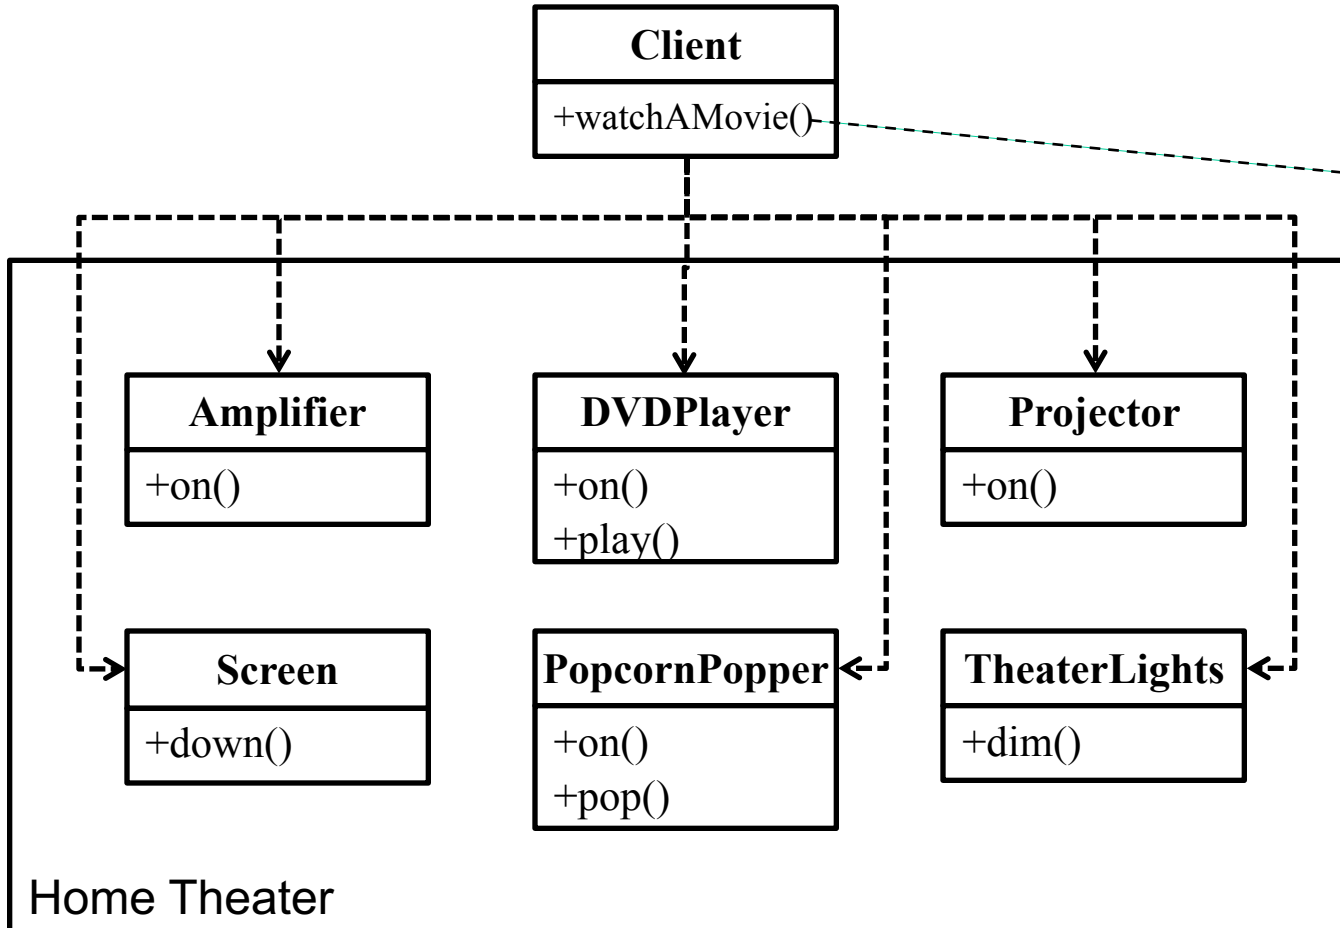 Client
+watchAMovie()
Amplifier
+on()
DVDPlayer
+on()
+play()
Projector
+on()
Screen
+down()
PopcornPopper
+on()
+pop()
TheaterLights
+dim()
Home Theater